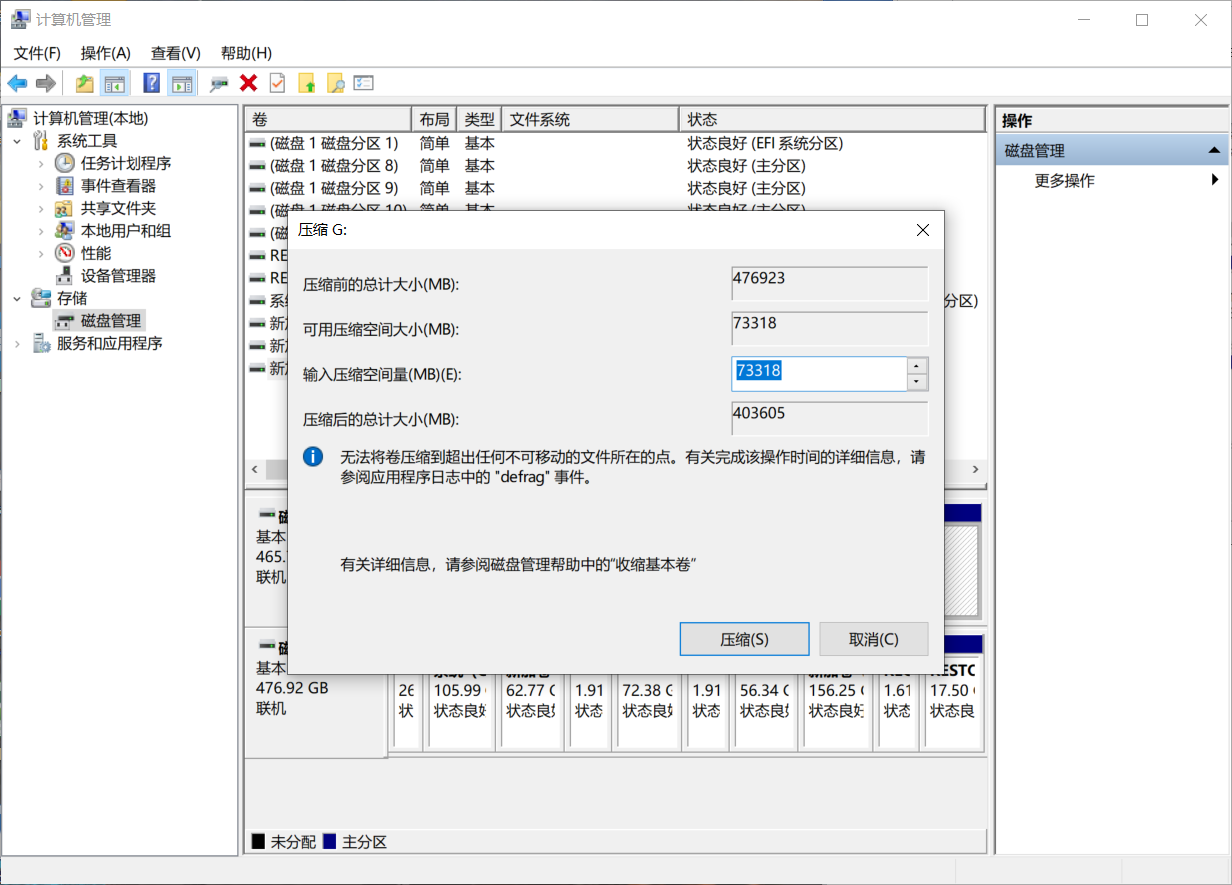 计算机管理
文件(F) 操作(A) 查看(V) 帮助(H)
计算机管理(本地)
系统工具
任务计划程序
事件查看器
共享文件夹
本地用户和组
性能
设备管理器
存储
磁盘管理
服务和应用程序
卷 布局 类型 文件系统 状态
(磁盘 1 磁盘分区 1) 简单 基本 状态良好 (EFI 系统分区)
(磁盘 1 磁盘分区 8) 简单 基本 状态良好 (主分区)
(磁盘 1 磁盘分区 9) 简单 基本 状态良好 (主分区)
(磁盘 1 磁盘分区 10) 简单 基本 状态良好 (主分区)
RE
RE
分区)
压缩 G:
压缩前的总计大小(MB): 476923
可用压缩空间大小(MB): 73318
输入压缩空间量(MB)(E): 73318
压缩后的总计大小(MB): 403605
无法将卷压缩到超出任何不可移动的文件所在的点。有关完成该操作时间的详细信息，请
参阅应用程序日志中的 "defrag" 事件。
有关详细信息，请参阅磁盘管理帮助中的"收缩基本卷"
压缩(S) 取消(C)
基本
465.
联机
基本
476.92 GB
联机
26 105.99 62.77 1.91 72.38 1.91 56.34 156.25 1.61 17.50
状 状态良好 状态良 状态 状态良好 状态 状态良 状态良好 状态 状态良
未分配 主分区
操作
磁盘管理
更多操作